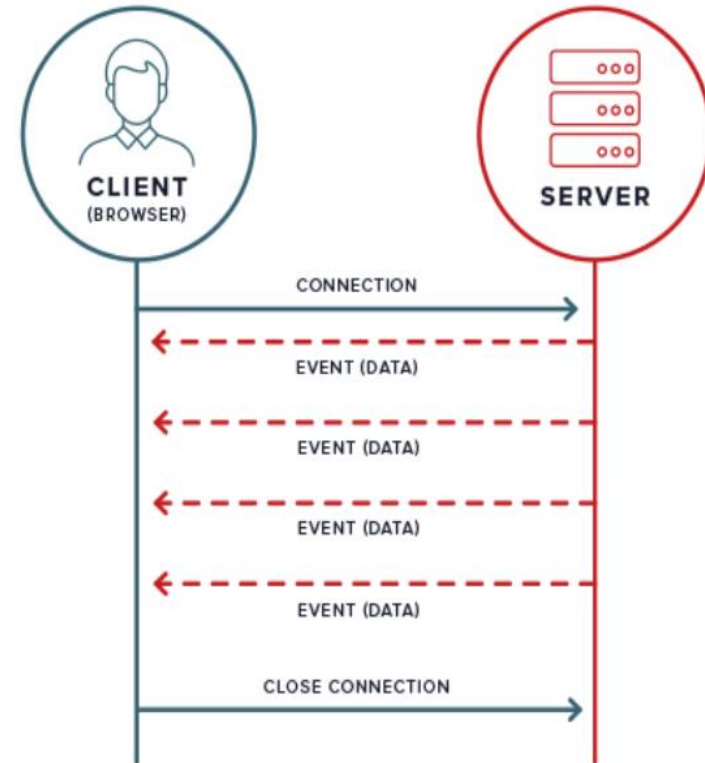 CLIENT
(BROWSER)
SERVER
CONNECTION
EVENT (DATA)
EVENT (DATA)
EVENT (DATA)
EVENT (DATA)
CLOSE CONNECTION